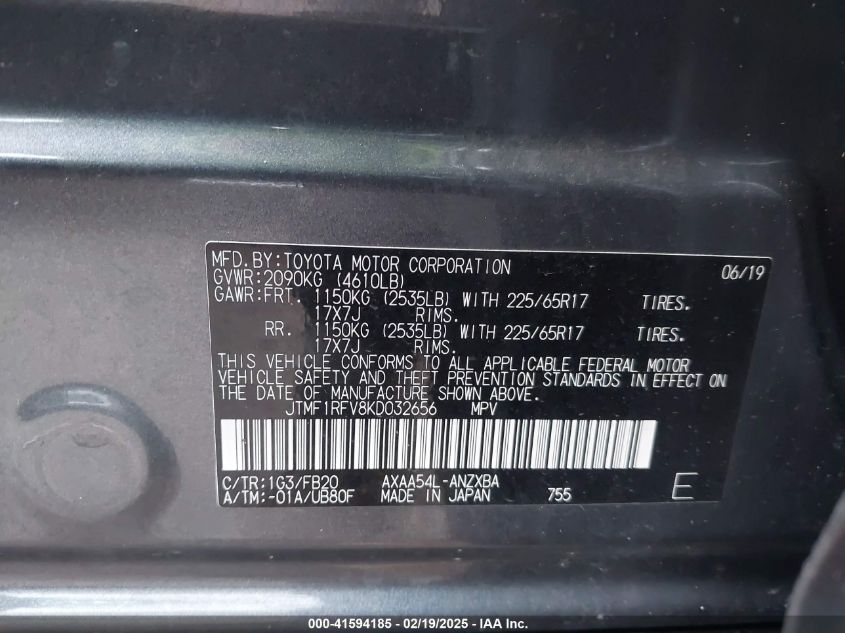 MFD. BY: TOYOTA MOTOR CORPORATION 06/19
GVWR: 2090KG (4610LB)
GAWR: FRT. 1150KG (2535LB) WITH 225/65R17 TIRES.
17X7J RIMS.
RR. 1150KG (2535LB) WITH 225/65R17 TIRES.
17X7J RIMS.
THIS VEHICLE CONFORMS TO ALL APPLICABLE FEDERAL MOTOR
VEHICLE SAFETY AND THEFT PREVENTION STANDARDS IN EFFECT ON
THE DATE OF MANUFACTURE SHOWN ABOVE.
JTMF1RFV8KD032656 MPV
C/TR: 1G3/FB20 AXAA54L-ANZXBA
A/TM: -01A/UB80F MADE IN JAPAN 755 E
000-41594185 - 02/19/2025 - IAA Inc.